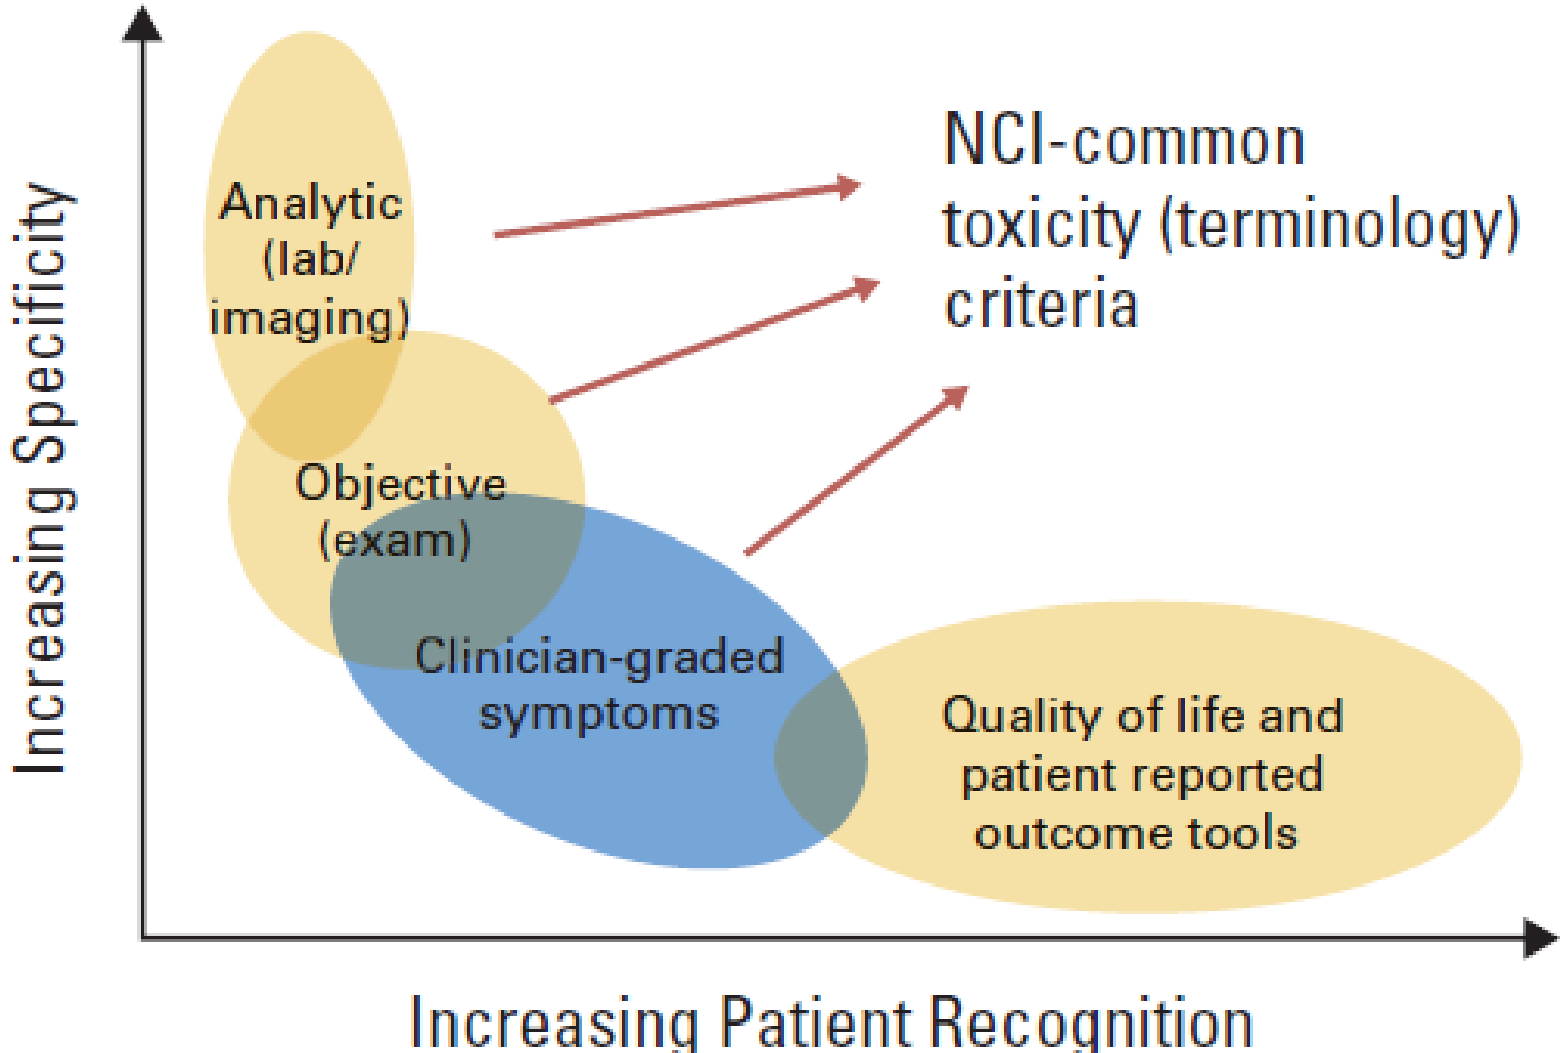 Increasing Specificity
Analytic
(lab/
imaging)
NCI-common
toxicity (terminology)
criteria
Objective
(exam)
Clinician-graded
symptoms
Quality of life and
patient reported
outcome tools
Increasing Patient Recognition